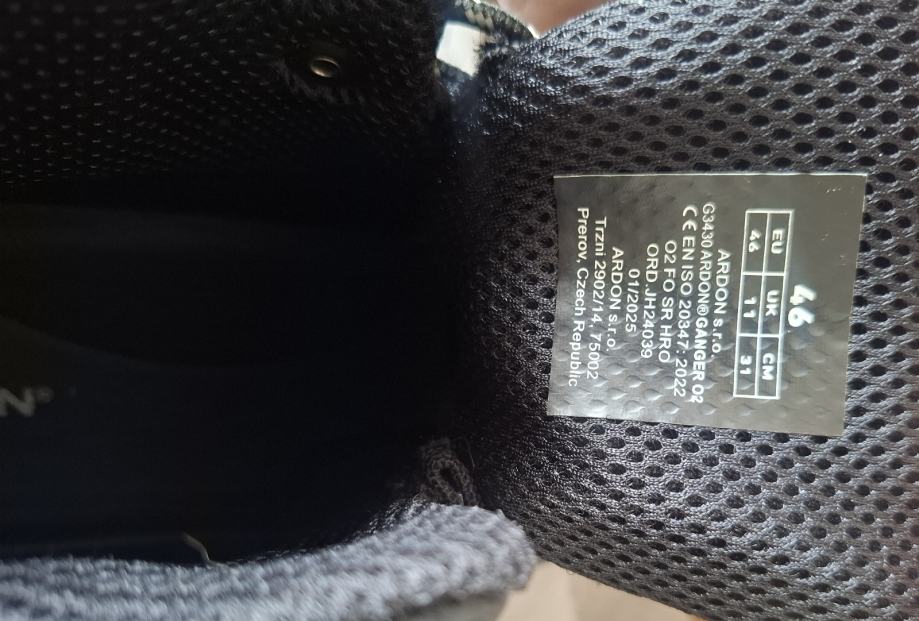 46
EU UK CM
46 11 31
ARDON s.r.o.
G3430 ARDON®GANGER O2
CE EN ISO 20347: 2022
O2 FO SR HRO
ORD.JH24039
01/2025
ARDON s.r.o.
Trzni 2902/14, 75002
Prerov, Czech Republic
N®